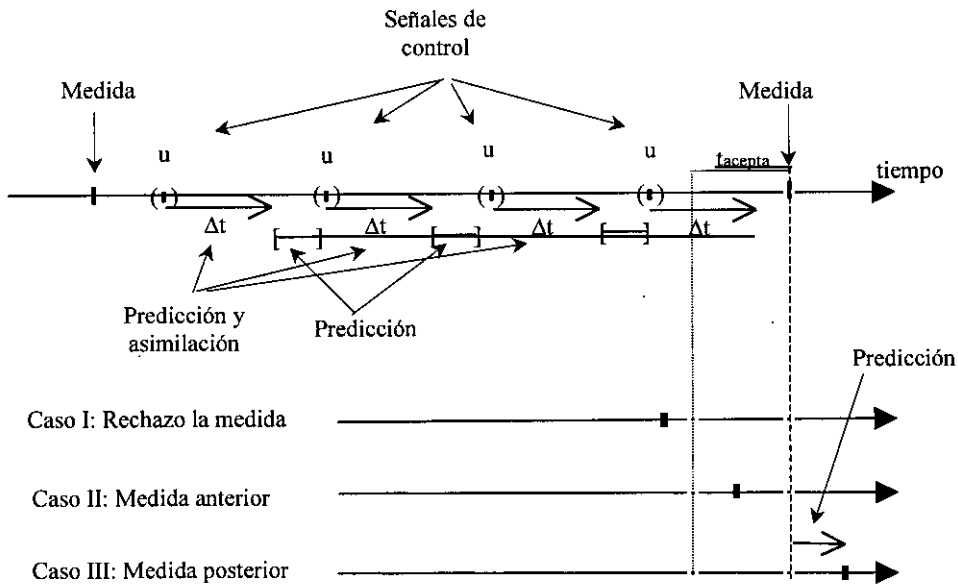 Señales de
control
Medida
Medida
u
u
u
u
t_acepta
tiempo
( )
( )
( )
( )
Δt
[ ]
Δt
[ ]
Δt
[ ]
Δt
Predicción y
asimilación
Predicción
Predicción
Caso I: Rechazo la medida
Caso II: Medida anterior
Caso III: Medida posterior